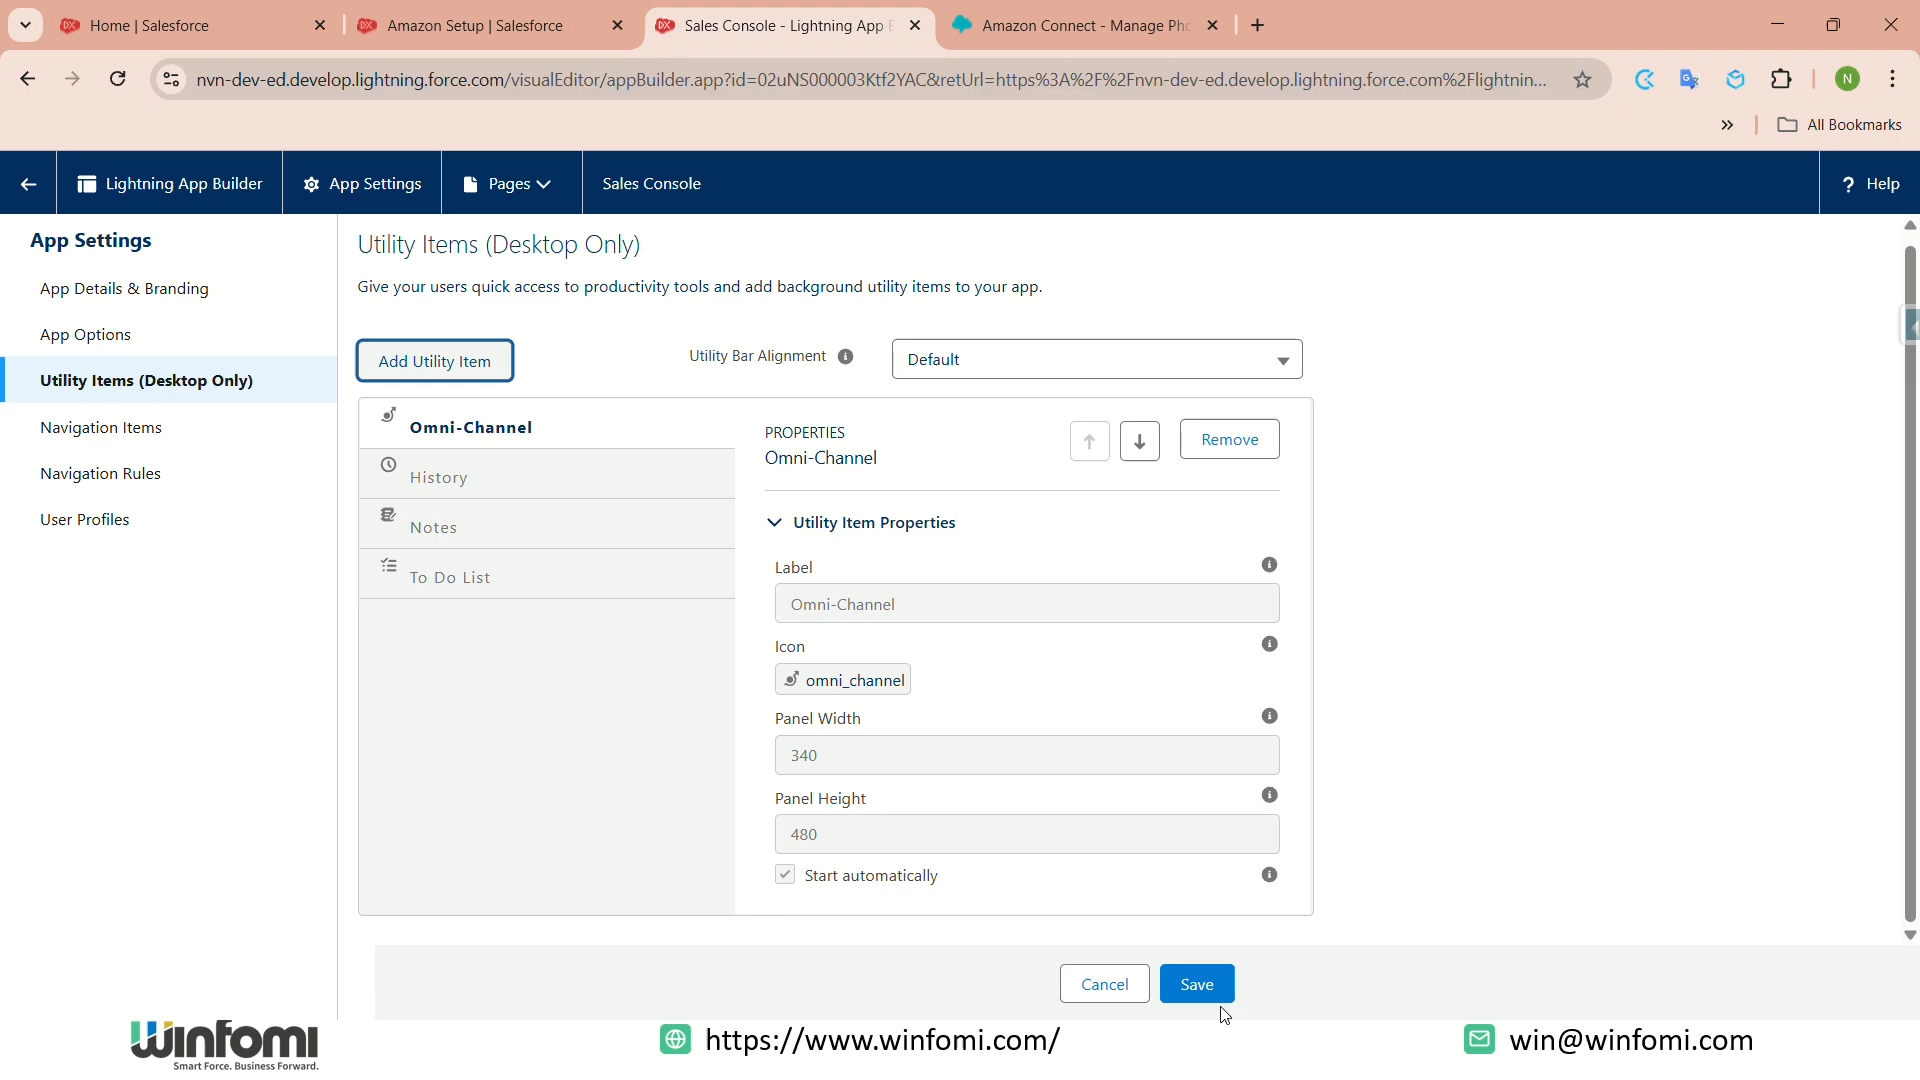 Home | Salesforce
Amazon Setup | Salesforce
Sales Console - Lightning App
Amazon Connect - Manage Ph
nvn-dev-ed.develop.lightning.force.com/visualEditor/appBuilder.app?id=02uNS000003Ktf2YAC&retUrl=https%3A%2F%2Fnvn-dev-ed.develop.lightning.force.com%2Flightnin...
N
All Bookmarks
Lightning App Builder
App Settings
Pages
Sales Console
? Help
App Settings
App Details & Branding
App Options
Utility Items (Desktop Only)
Navigation Items
Navigation Rules
User Profiles
Utility Items (Desktop Only)
Give your users quick access to productivity tools and add background utility items to your app.
Add Utility Item
Utility Bar Alignment
Default
Omni-Channel
History
Notes
To Do List
PROPERTIES
Omni-Channel
Remove
Utility Item Properties
Label
Omni-Channel
Icon
omni_channel
Panel Width
340
Panel Height
480
Start automatically
Cancel
Save
Winfomi
Smart Force. Business Forward.
https://www.winfomi.com/
win@winfomi.com